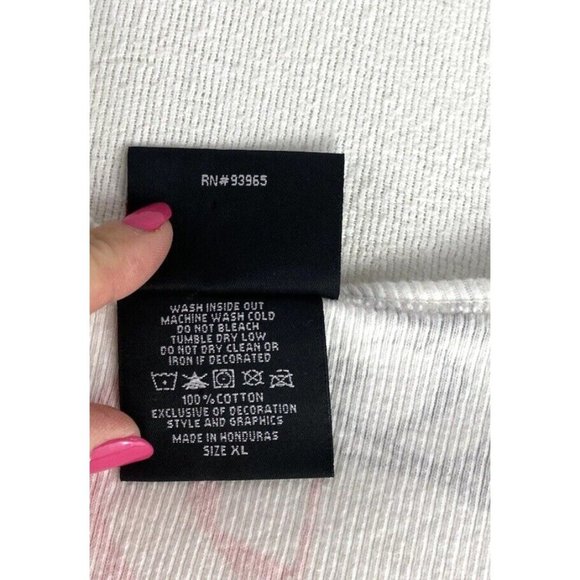 RN#93965
WASH INSIDE OUT
MACHINE WASH COLD
DO NOT BLEACH
TUMBLE DRY LOW
DO NOT DRY CLEAN OR
IRON IF DECORATED
100% COTTON
EXCLUSIVE OF DECORATION
STYLE AND GRAPHICS
MADE IN HONDURAS
SIZE XL